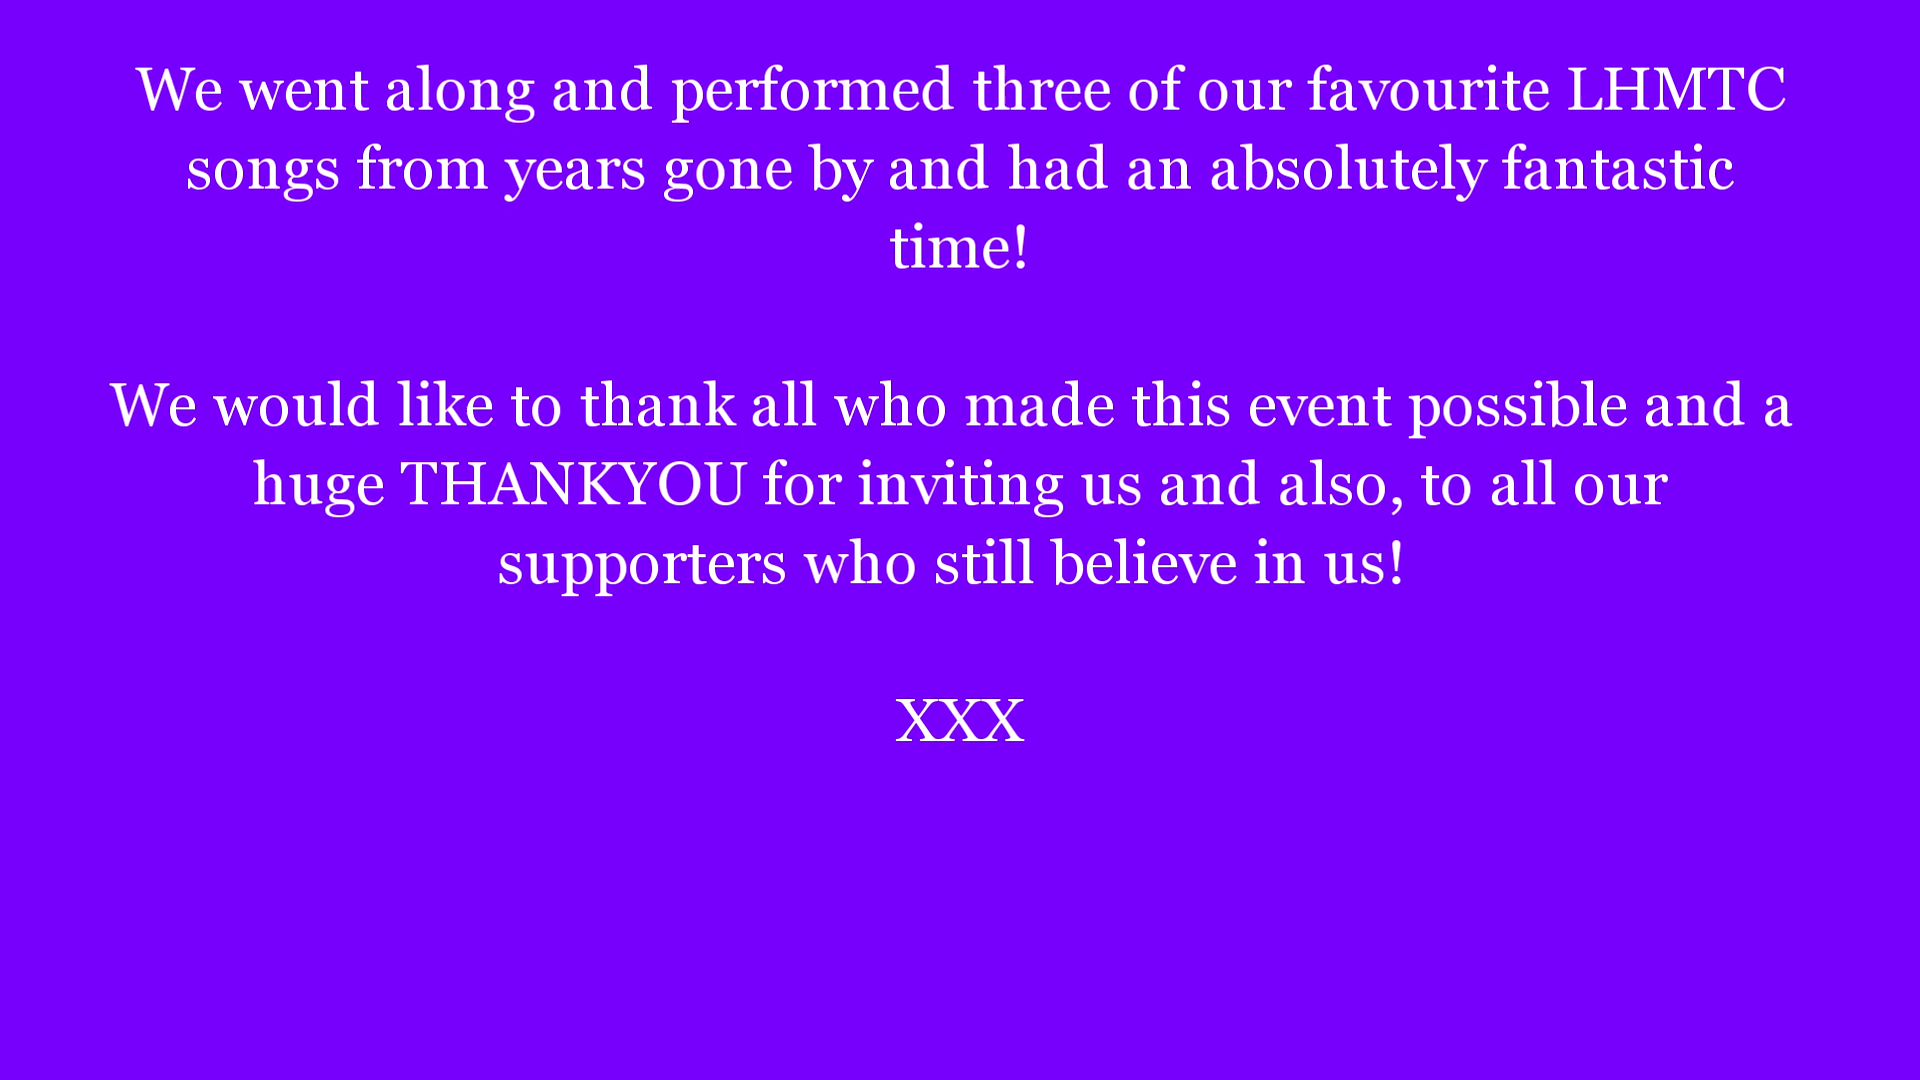 We went along and performed three of our favourite LHMTC
songs from years gone by and had an absolutely fantastic
time!
We would like to thank all who made this event possible and a
huge THANKYOU for inviting us and also, to all our
supporters who still believe in us!
XXX